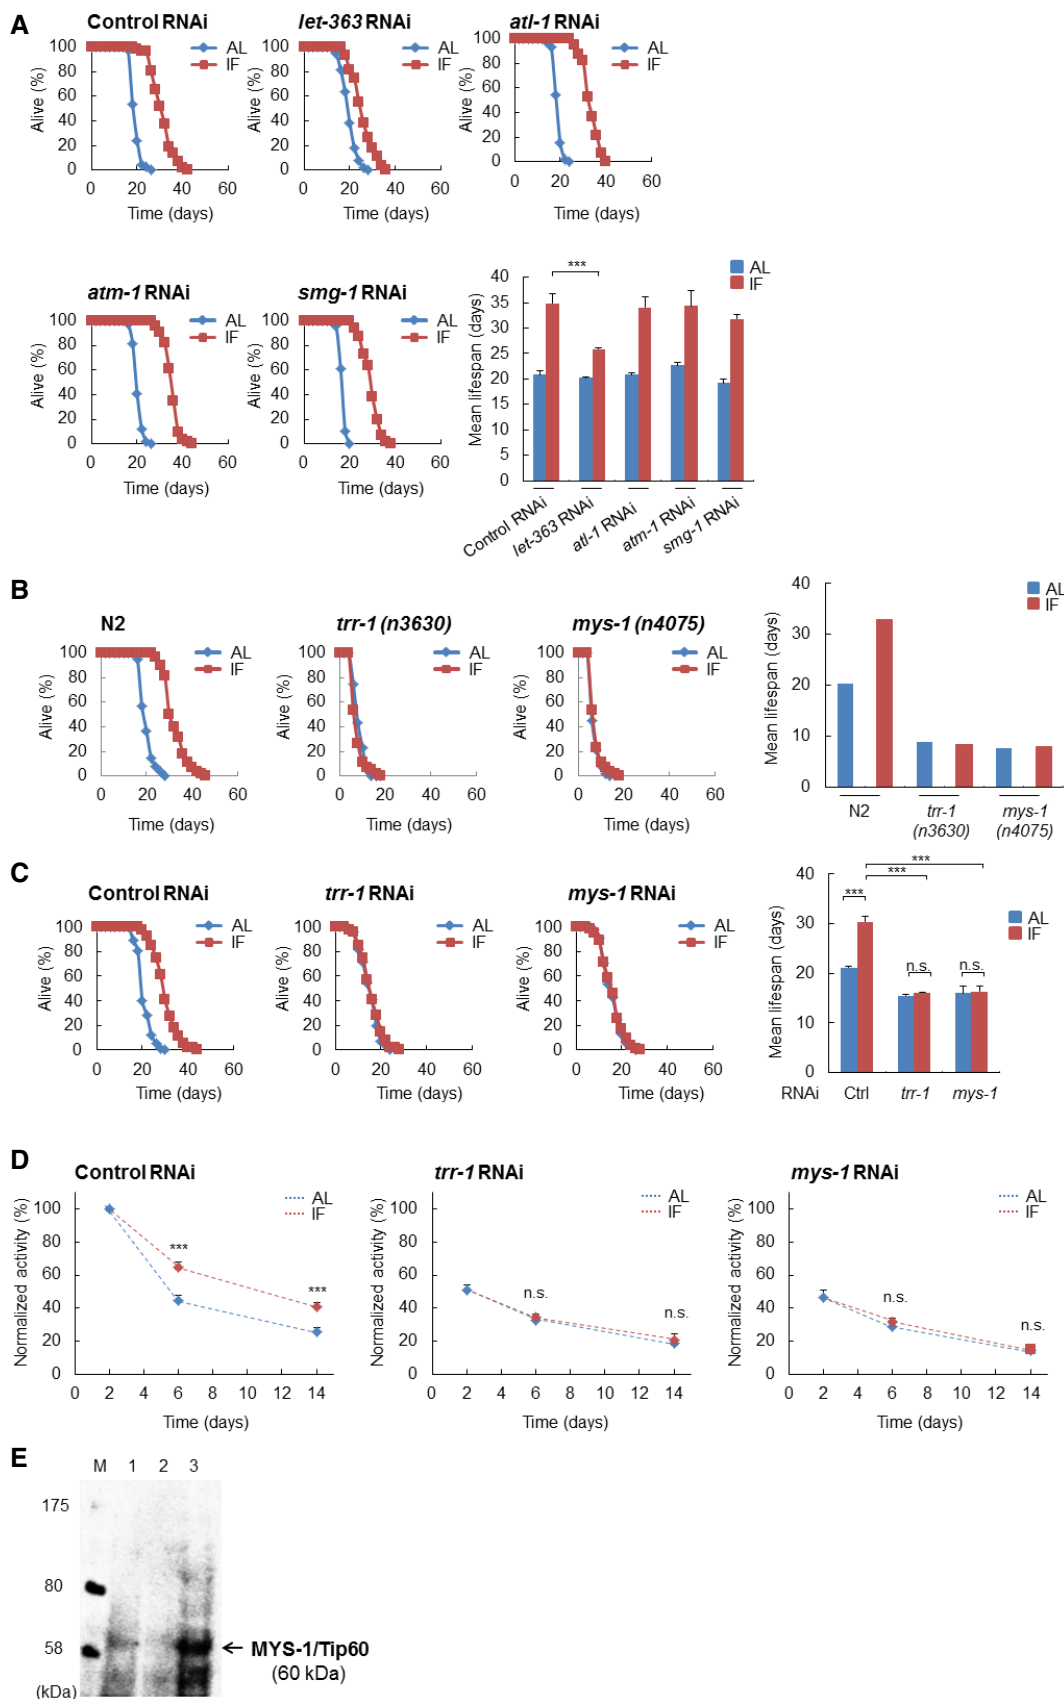 A
Control RNAi
let-363 RNAi
atl-1 RNAi
100
80
60
40
20
0
Alive (%)
AL
IF
0 20 40 60
Time (days)
100
80
60
40
20
0
Alive (%)
AL
IF
0 20 40 60
Time (days)
100
80
60
40
20
0
Alive (%)
AL
IF
0 20 40 60
Time (days)
atm-1 RNAi
smg-1 RNAi
100
80
60
40
20
0
Alive (%)
AL
IF
0 20 40 60
Time (days)
100
80
60
40
20
0
Alive (%)
AL
IF
0 20 40 60
Time (days)
***
AL
IF
40
35
30
25
20
15
10
5
0
Mean lifespan (days)
Control RNAi
let-363 RNAi
atl-1 RNAi
atm-1 RNAi
smg-1 RNAi
B
N2
trr-1 (n3630)
mys-1 (n4075)
100
80
60
40
20
0
Alive (%)
AL
IF
0 20 40 60
Time (days)
100
80
60
40
20
0
Alive (%)
AL
IF
0 20 40 60
Time (days)
100
80
60
40
20
0
Alive (%)
AL
IF
0 20 40 60
Time (days)
40
30
20
10
0
Mean lifespan (days)
AL
IF
N2
trr-1
(n3630)
mys-1
(n4075)
C
Control RNAi
trr-1 RNAi
mys-1 RNAi
100
80
60
40
20
0
Alive (%)
AL
IF
0 20 40 60
Time (days)
100
80
60
40
20
0
Alive (%)
AL
IF
0 20 40 60
Time (days)
100
80
60
40
20
0
Alive (%)
AL
IF
0 20 40 60
Time (days)
40
30
20
10
0
Mean lifespan (days)
***
***
***
n.s.
n.s.
AL
IF
RNAi Ctrl trr-1 mys-1
D
Control RNAi
trr-1 RNAi
mys-1 RNAi
100
80
60
40
20
0
Normalized activity (%)
AL
IF
***
***
0 2 4 6 8 10 12 14
Time (days)
100
80
60
40
20
0
Normalized activity (%)
AL
IF
n.s.
n.s.
0 2 4 6 8 10 12 14
Time (days)
100
80
60
40
20
0
Normalized activity (%)
AL
IF
n.s.
n.s.
0 2 4 6 8 10 12 14
Time (days)
E
M 1 2 3
175
80
58
(kDa)
MYS-1/Tip60
(60 kDa)